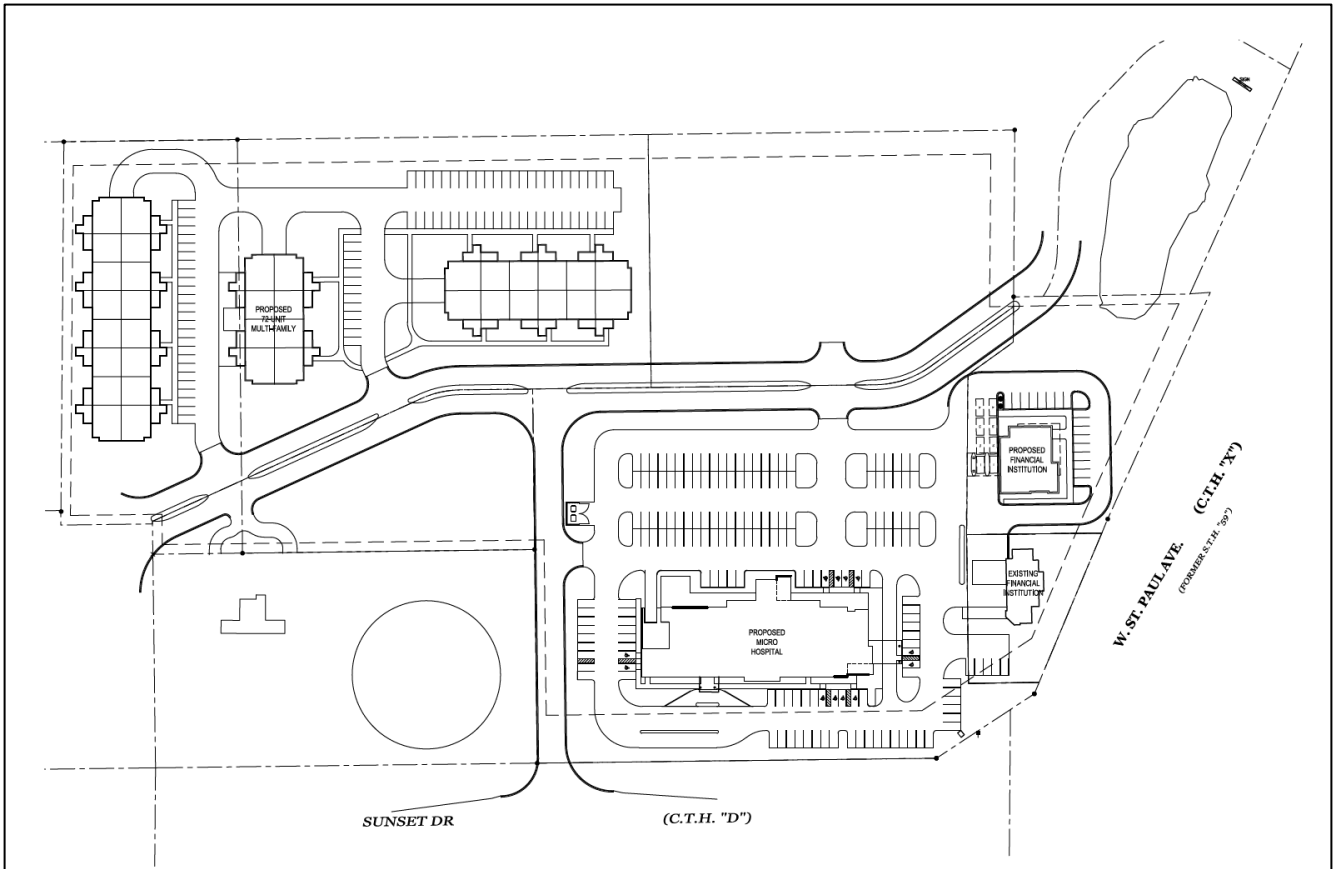 PROPOSED
72-UNIT
MULTI-FAMILY
PROPOSED
FINANCIAL
INSTITUTION
EXISTING
FINANCIAL
INSTITUTION
PROPOSED
MICRO
HOSPITAL
W. ST. PAUL AVE.
(C.T.H. "X")
(FORMER S.T.H. "59")
SUNSET DR
(C.T.H. "D")